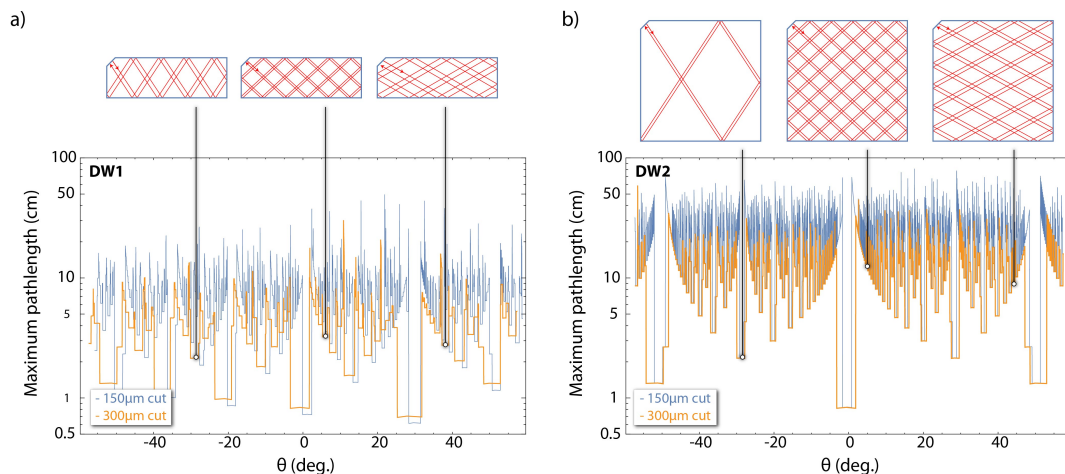 a)
b)
DW1
Maximum pathlength (cm)
100
50
10
5
1
0.5
- 150μm cut
- 300μm cut
-40
-20
0
20
40
θ (deg.)
DW2
Maximum pathlength (cm)
100
50
10
5
1
0.5
- 150μm cut
- 300μm cut
-40
-20
0
20
40
θ (deg.)